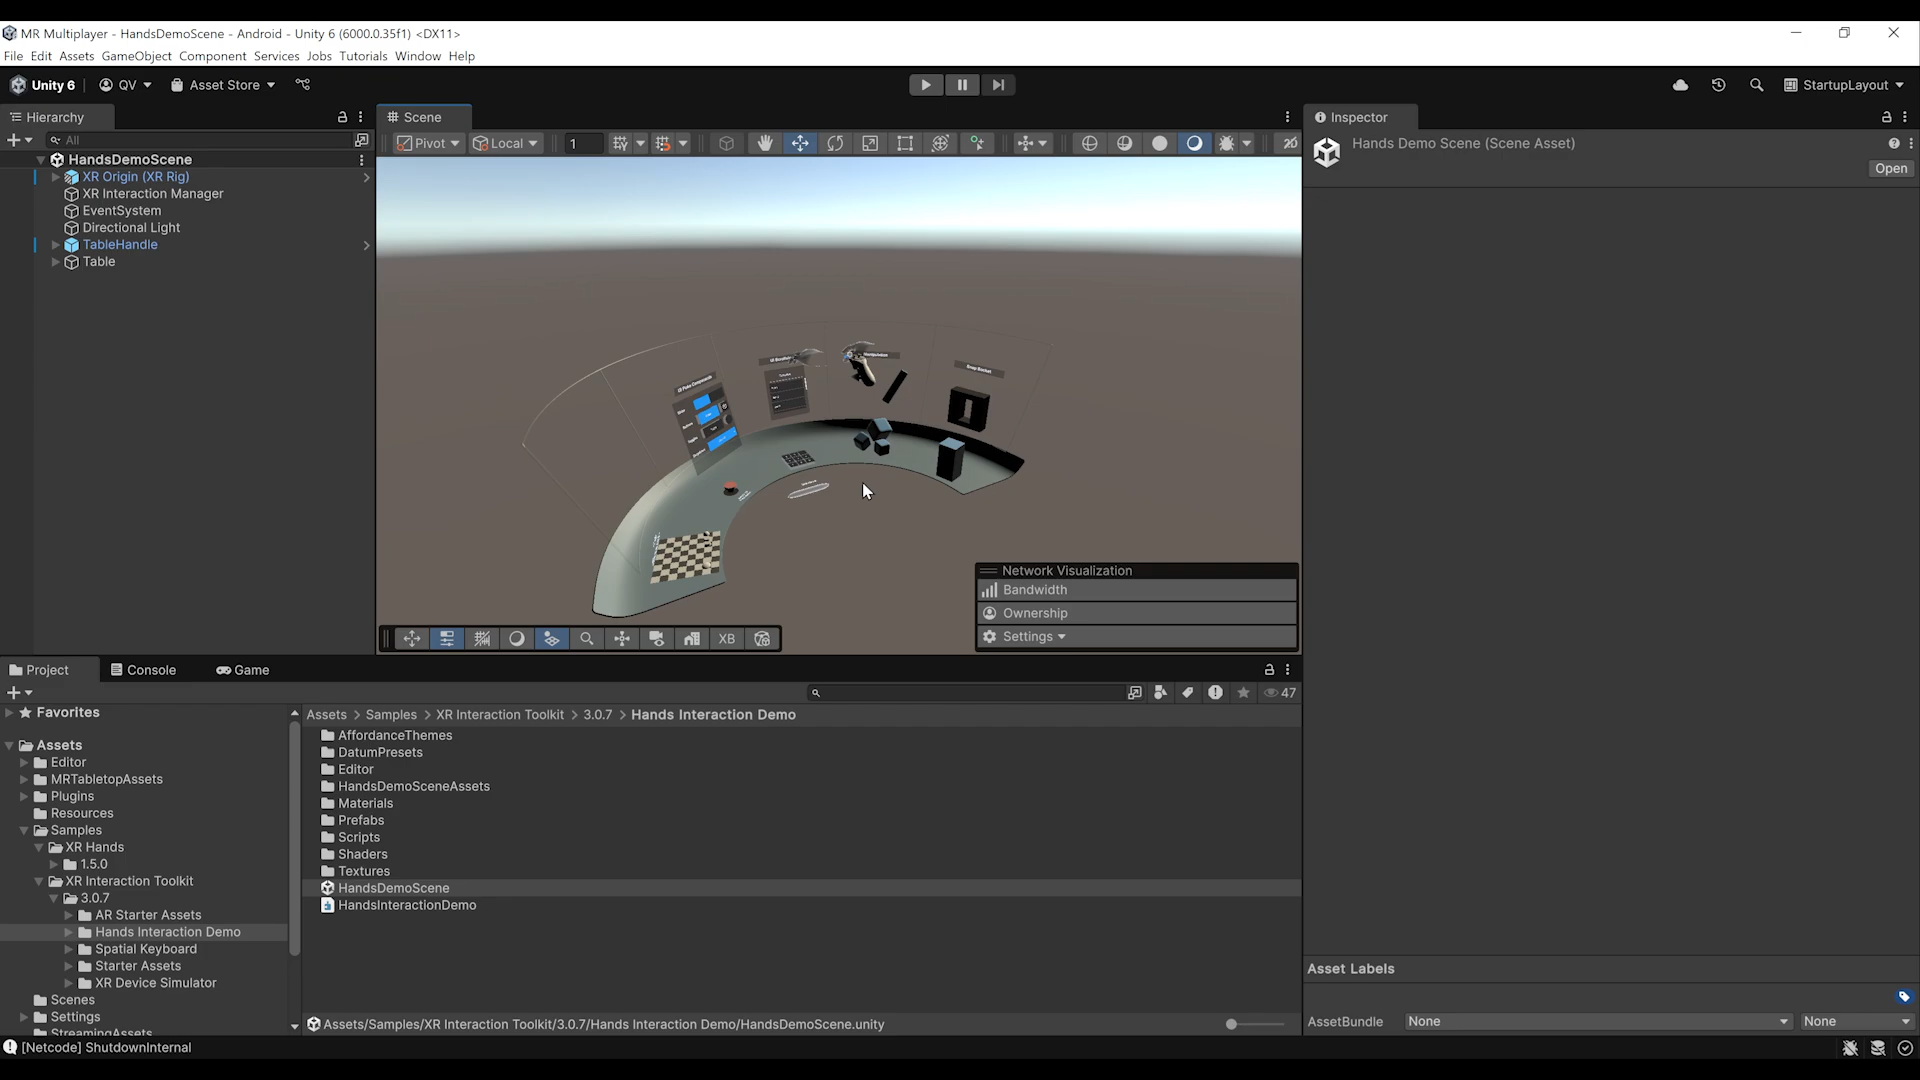 MR Multiplayer - HandsDemoScene - Android - Unity 6 (6000.0.35f1) <DX11>
File Edit Assets GameObject Component Services Jobs Tutorials Window Help
Unity 6 QV Asset Store StartupLayout
Hierarchy
All
HandsDemoScene
XR Origin (XR Rig)
XR Interaction Manager
EventSystem
Directional Light
TableHandle
Table
Scene
Pivot Local 1 2D
Snap Socket
Network Visualization
Bandwidth
Ownership
Settings
XB
Inspector
Hands Demo Scene (Scene Asset)
Open
Project Console Game
47
Favorites
Assets
Editor
MRTabletopAssets
Plugins
Resources
Samples
XR Hands
1.5.0
XR Interaction Toolkit
3.0.7
AR Starter Assets
Hands Interaction Demo
Spatial Keyboard
Starter Assets
XR Device Simulator
Scenes
Settings
StreamingAssets
Assets > Samples > XR Interaction Toolkit > 3.0.7 > Hands Interaction Demo
AffordanceThemes
DatumPresets
Editor
HandsDemoSceneAssets
Materials
Prefabs
Scripts
Shaders
Textures
HandsDemoScene
HandsInteractionDemo
Assets/Samples/XR Interaction Toolkit/3.0.7/Hands Interaction Demo/HandsDemoScene.unity
Asset Labels
AssetBundle None None
[Netcode] ShutdownInternal